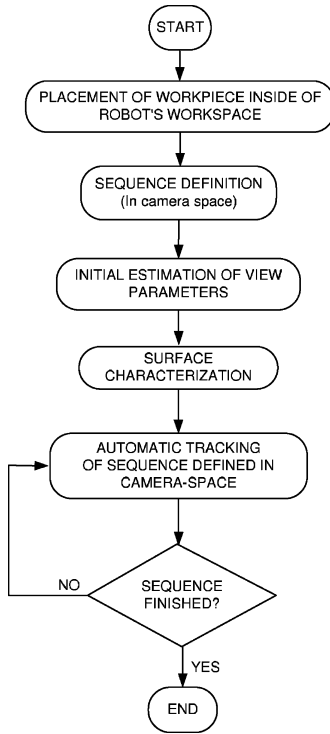 START
PLACEMENT OF WORKPIECE INSIDE OF
ROBOT'S WORKSPACE
SEQUENCE DEFINITION
(In camera space)
INITIAL ESTIMATION OF VIEW
PARAMETERS
SURFACE
CHARACTERIZATION
AUTOMATIC TRACKING
OF SEQUENCE DEFINED IN
CAMERA-SPACE
NO
SEQUENCE
FINISHED?
YES
END